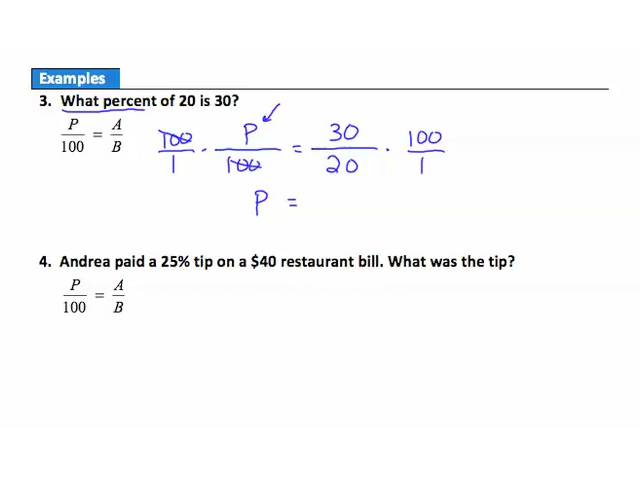 Examples
3. What percent of 20 is 30?
P/100 = A/B 100/1 · P/100 = 30/20 · 100/1
P =
4. Andrea paid a 25% tip on a $40 restaurant bill. What was the tip?
P/100 = A/B